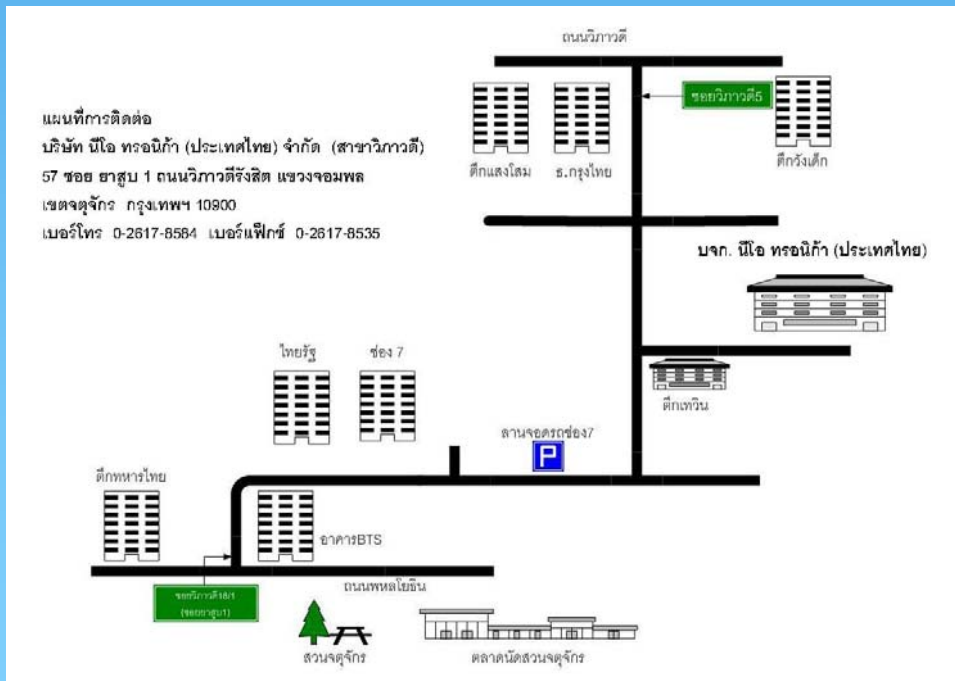 ถนนวิภาวดี
ซอยวิภาวดี5
แผนที่การติดต่อ
บริษัท นีโอ ทรอนิก้า (ประเทศไทย) จำกัด (สาขาวิภาวดี)
57 ซอย ยาสูบ 1 ถนนวิภาวดีรังสิต แขวงจอมพล
เขตจตุจักร กรุงเทพฯ 10900
เบอร์โทร 0-2617-8584 เบอร์แฟ็กซ์ 0-2617-8535
ตึกแสงโสม
ธ.กรุงไทย
ตึกวังเด็ก
บจก. นีโอ ทรอนิก้า (ประเทศไทย)
ไทยรัฐ
ช่อง 7
ตึกเทวิน
ลานจอดรถช่อง7
P
ตึกทหารไทย
อาคารBTS
ถนนพหลโยธิน
ซอยวิภาวดี18/1
(ซอยยาสูบ1)
สวนจตุจักร
ตลาดนัดสวนจตุจักร